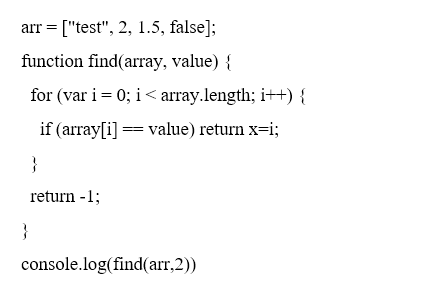 arr = ["test", 2, 1.5, false];
function find(array, value) {
for (var i = 0; i < array.length; i++) {
if (array[i] == value) return x=i;
}
return -1;
}
console.log(find(arr,2))